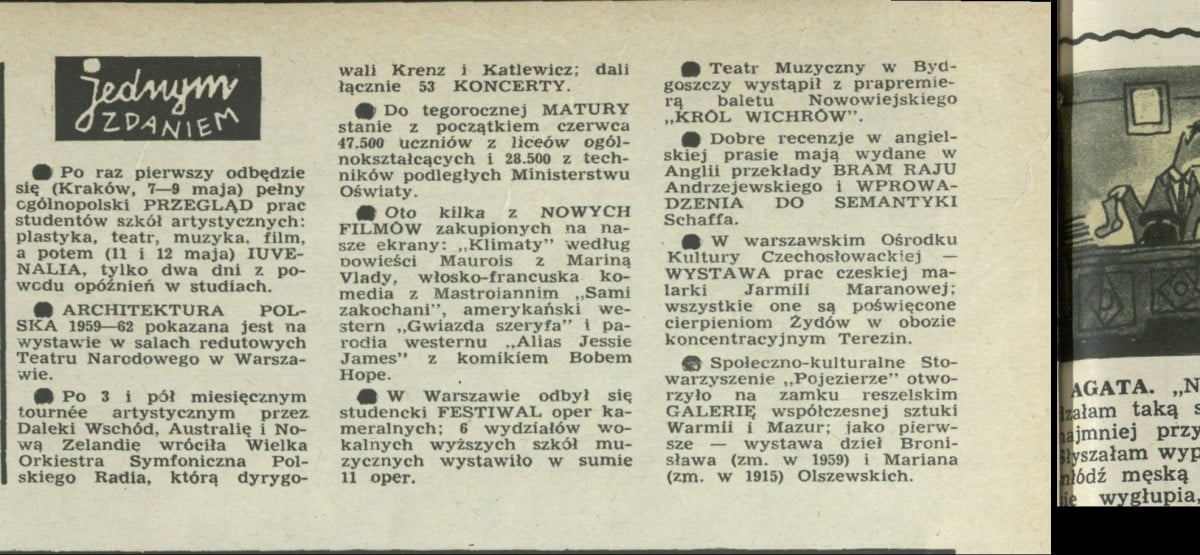 jednym
ZDANIEM
● Po raz pierwszy odbędzie
się (Kraków, 7—9 maja) pełny
ogólnopolski PRZEGLĄD prac
studentów szkół artystycznych:
plastyka, teatr, muzyka, film,
a potem (11 i 12 maja) IUVE-
NALIA, tylko dwa dni z po-
wodu opóźnień w studiach.
● ARCHITEKTURA POL-
SKA 1959—62 pokazana jest na
wystawie w salach redutowych
Teatru Narodowego w Warsza-
wie.
● Po 3 i pół miesięcznym
tournée artystycznym przez
Daleki Wschód, Australię i No-
wą Zelandię wróciła Wielka
Orkiestra Symfoniczna Pol-
skiego Radia, którą dyrygo-
wali Krenz i Katlewicz; dali
łącznie 53 KONCERTY.
● Do tegorocznej MATURY
stanie z początkiem czerwca
47.500 uczniów z liceów ogól-
nokształcących i 28.500 z tech-
ników podległych Ministerstwu
Oświaty.
● Oto kilka z NOWYCH
FILMÓW zakupionych na na-
sze ekrany: „Klimaty” według
powieści Maurois z Mariną
Vlady, włosko-francuska ko-
media z Mastroiannim „Sami
zakochani”, amerykański we-
stern „Gwiazda szeryfa” i pa-
rodia westernu „Alias Jessie
James” z komikiem Bobem
Hope.
● W Warszawie odbył się
studencki FESTIWAL oper ka-
meralnych; 6 wydziałów wo-
kalnych wyższych szkół mu-
zycznych wystawiło w sumie
11 oper.
● Teatr Muzyczny w Byd-
goszczy wystąpił z prapremie-
rą baletu Nowowiejskiego
„KRÓL WICHRÓW”.
● Dobre recenzje w angiel-
skiej prasie mają wydane w
Anglii przekłady BRAM RAJU
Andrzejewskiego i WPROWA-
DZENIA DO SEMANTYKI
Schaffa.
● W warszawskim Ośrodku
Kultury Czechosłowackiej —
WYSTAWA prac czeskiej ma-
larki Jarmili Maranowej;
wszystkie one są poświęcone
cierpieniom Żydów w obozie
koncentracyjnym Terezin.
● Społeczno-kulturalne Sto-
warzyszenie „Pojezierze” otwo-
rzyło na zamku reszelskim
GALERIĘ współczesnej sztuki
Warmii i Mazur; jako pierw-
sze — wystawa dzieł Broni-
sława (zm. w 1959) i Mariana
(zm. w 1915) Olszewskich.
AGATA. „N
taką s
przy
wyp
męską
wygłupia,